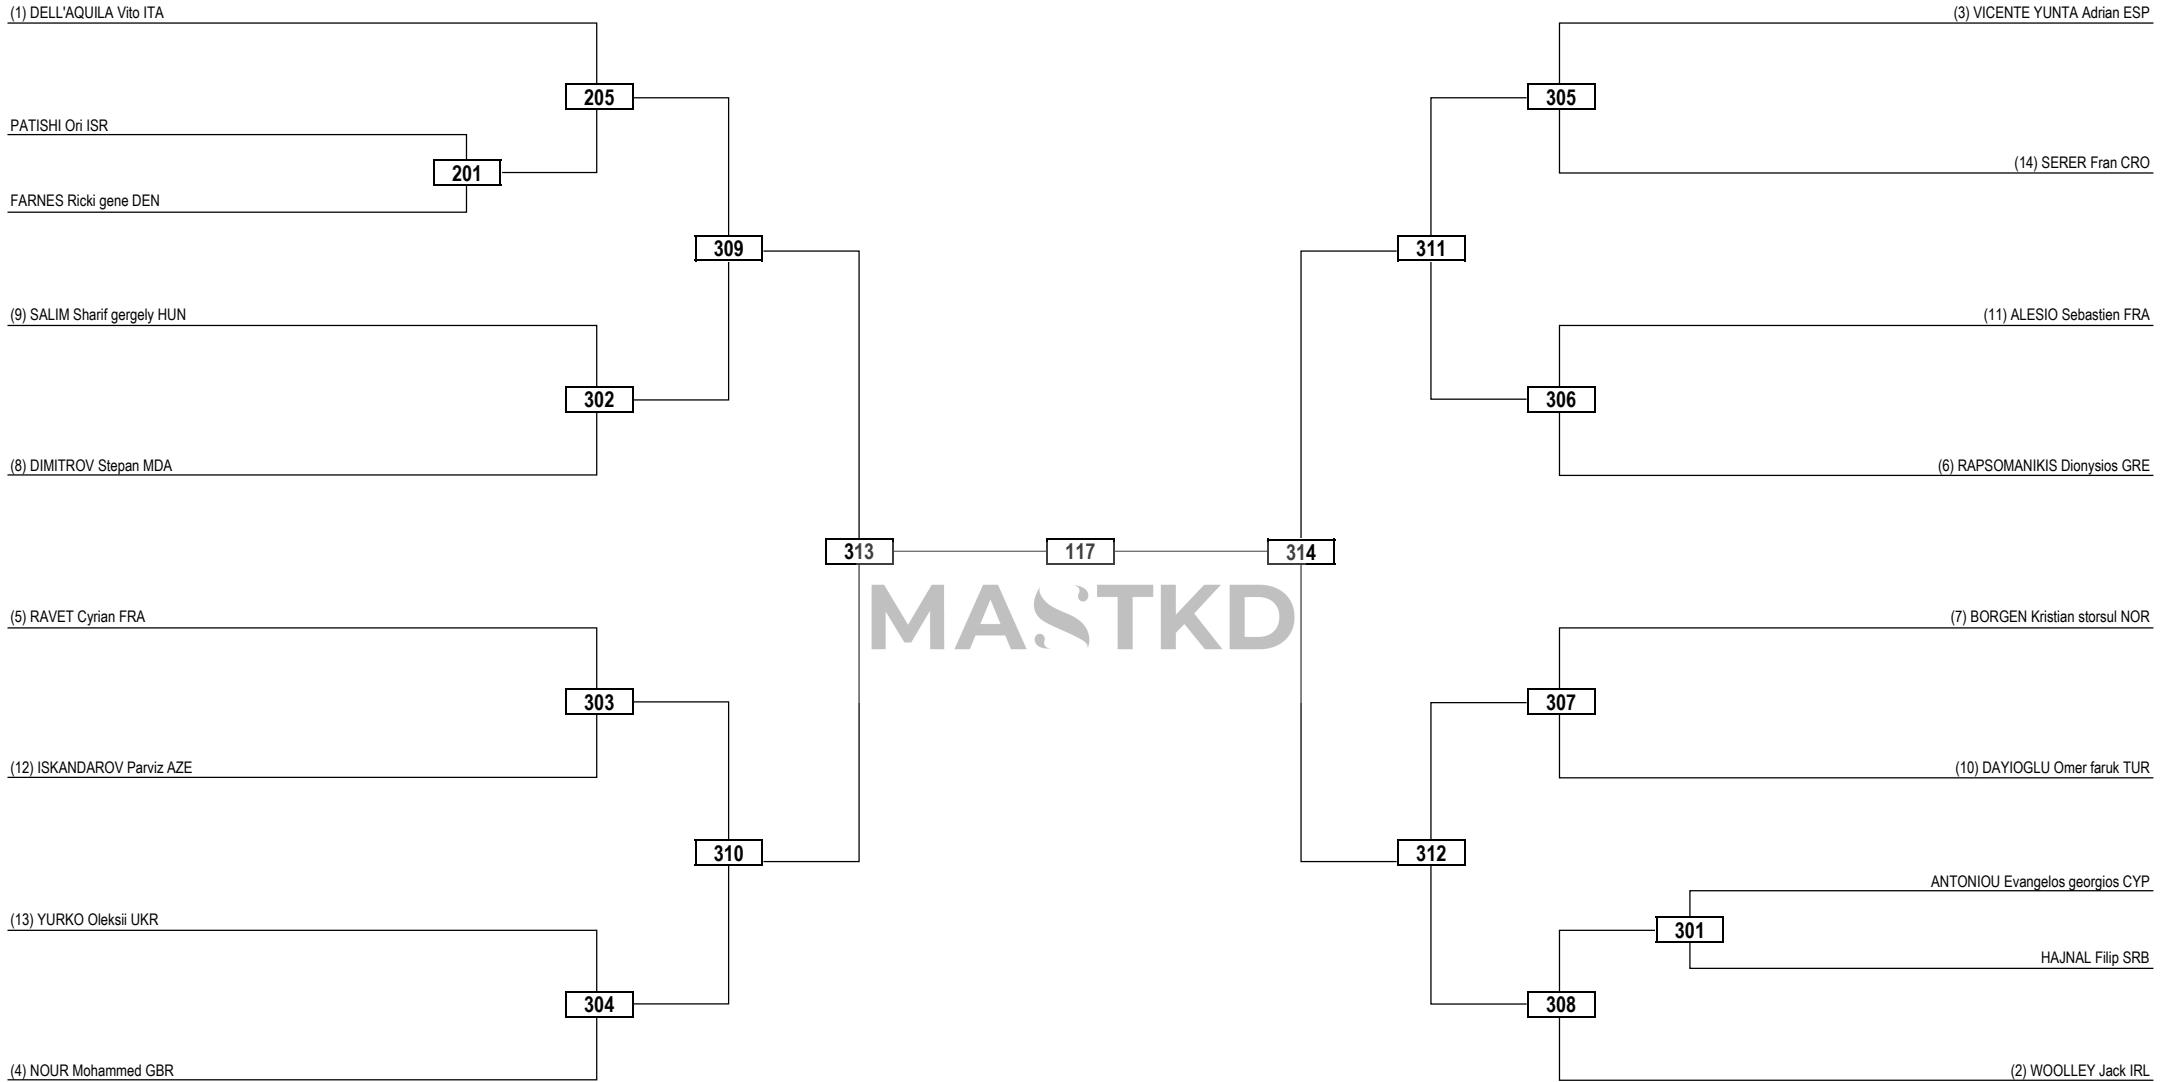 (1) DELL'AQUILA Vito ITA
205
PATISHI Ori ISR
201
FARNES Ricki gene DEN
309
(9) SALIM Sharif gergely HUN
302
(8) DIMITROV Stepan MDA
313
117
314
MASTKD
(5) RAVET Cyrian FRA
303
(12) ISKANDAROV Parviz AZE
310
(13) YURKO Oleksii UKR
304
(4) NOUR Mohammed GBR
(3) VICENTE YUNTA Adrian ESP
305
(14) SERER Fran CRO
311
(11) ALESIO Sebastien FRA
306
(6) RAPSOMANIKIS Dionysios GRE
(7) BORGEN Kristian storsul NOR
307
(10) DAYIOGLU Omer faruk TUR
312
ANTONIOU Evangelos georgios CYP
301
HAJNAL Filip SRB
308
(2) WOOLLEY Jack IRL